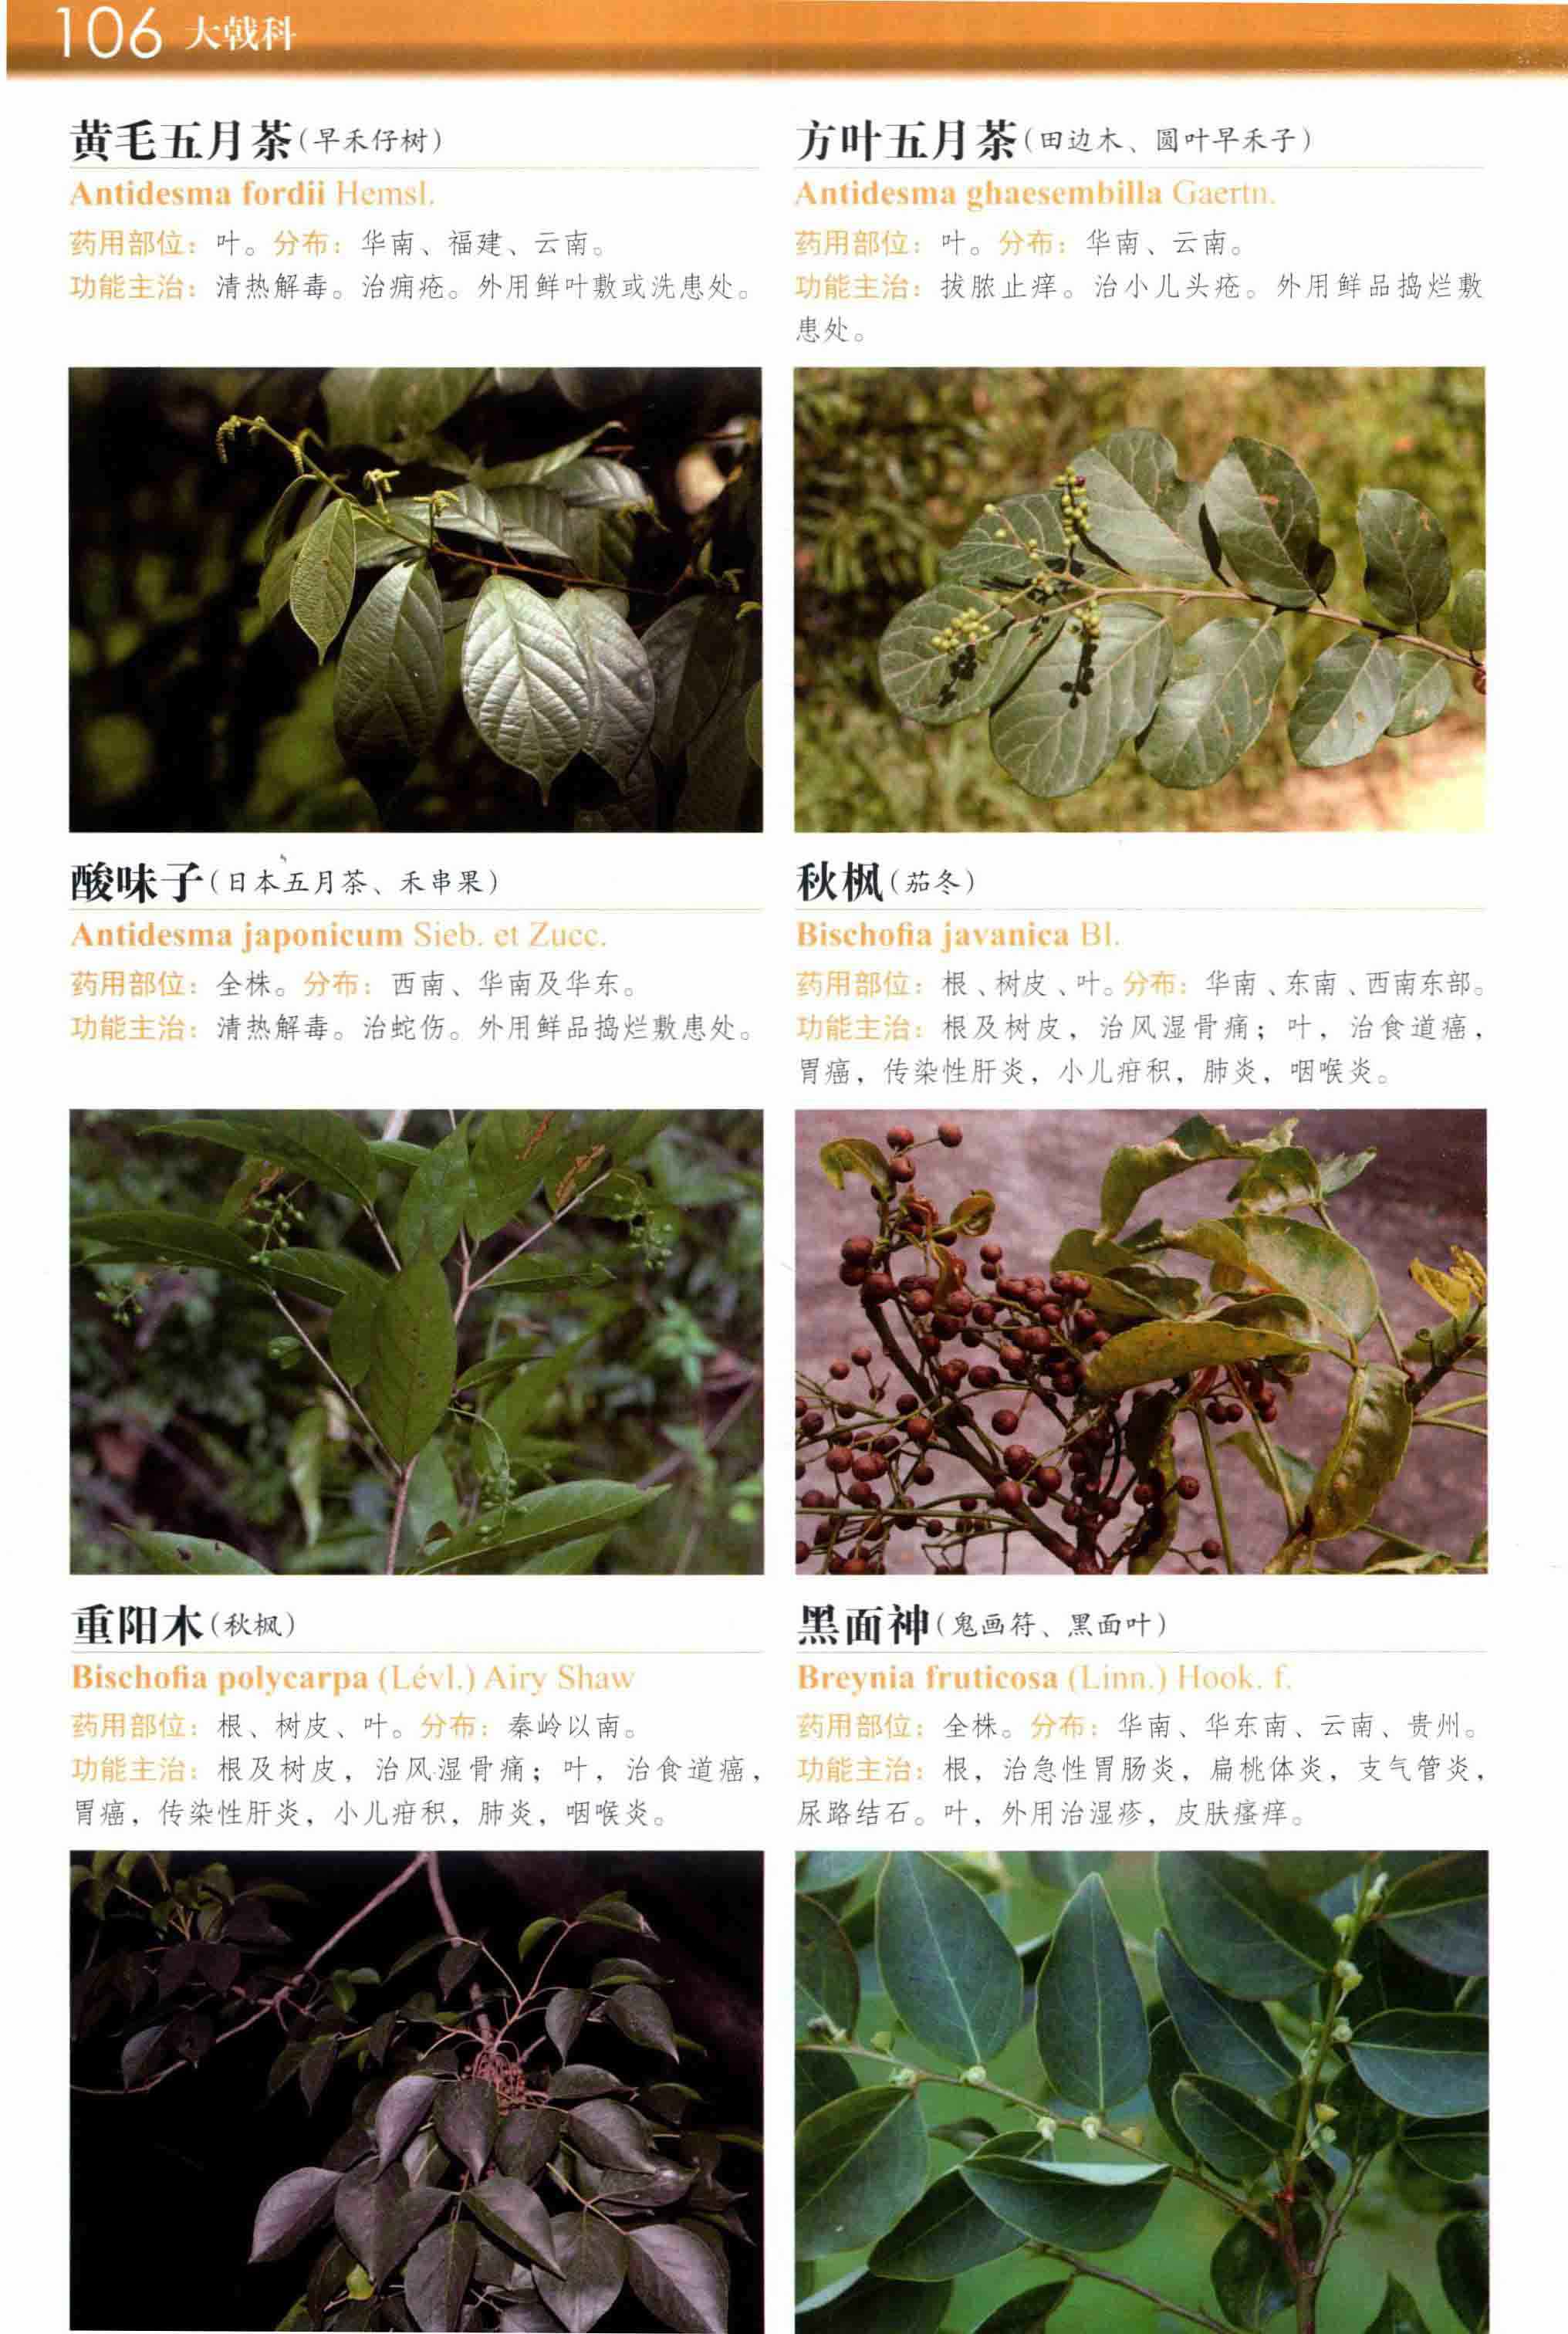 106 大戟科
黄毛五月茶(早禾仔树)
Antidesma fordii Hemsl.
药用部位：叶。分布：华南、福建、云南。
功能主治：清热解毒。治痈疮。外用鲜叶敷或洗患处。
方叶五月茶(田边木、圆叶早禾子)
Antidesma ghaesembilla Gaertn.
药用部位：叶。分布：华南、云南。
功能主治：拔脓止痒。治小儿头疮。外用鲜品捣烂敷
患处。
酸味子(日本五月茶、禾串果)
Antidesma japonicum Sieb. et Zucc.
药用部位：全株。分布：西南、华南及华东。
功能主治：清热解毒。治蛇伤。外用鲜品捣烂敷患处。
秋枫(茄冬)
Bischofia javanica Bl.
药用部位：根、树皮、叶。分布：华南、东南、西南东部。
功能主治：根及树皮，治风湿骨痛；叶，治食道癌，
胃癌，传染性肝炎，小儿疳积，肺炎，咽喉炎。
重阳木(秋枫)
Bischofia polycarpa (Lévl.) Airy Shaw
药用部位：根、树皮、叶。分布：秦岭以南。
功能主治：根及树皮，治风湿骨痛；叶，治食道癌，
胃癌，传染性肝炎，小儿疳积，肺炎，咽喉炎。
黑面神(鬼画符、黑面叶)
Breynia fruticosa (Linn.) Hook. f.
药用部位：全株。分布：华南、华东南、云南、贵州。
功能主治：根，治急性胃肠炎，扁桃体炎，支气管炎，
尿路结石。叶，外用治湿疹，皮肤瘙痒。